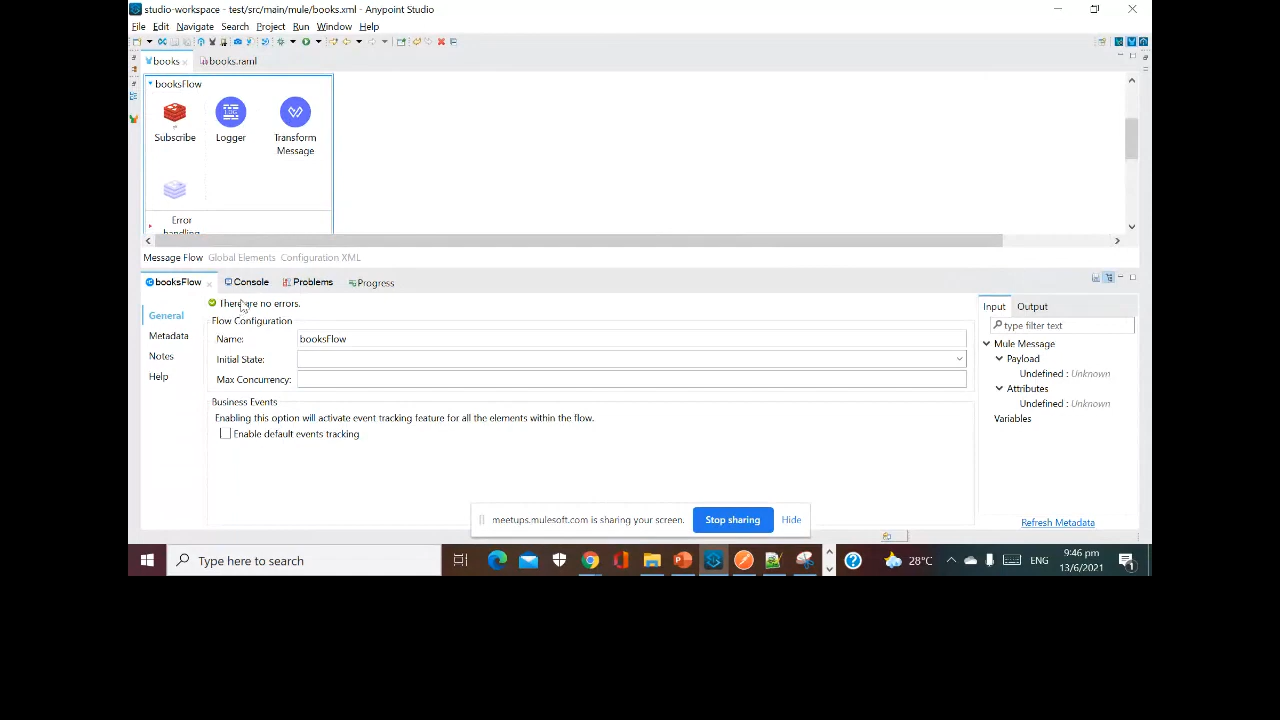 studio-workspace - test/src/main/mule/books.xml - Anypoint Studio
File Edit Navigate Search Project Run Window Help
books books.raml
booksFlow
Subscribe Logger Transform
Message
Error
handling
Message Flow Global Elements Configuration XML
booksFlow Console Problems Progress
There are no errors.
General
Metadata
Notes
Help
Flow Configuration
Name: booksFlow
Initial State:
Max Concurrency:
Business Events
Enabling this option will activate event tracking feature for all the elements within the flow.
Enable default events tracking
Input Output
type filter text
Mule Message
Payload
Undefined : Unknown
Attributes
Undefined : Unknown
Variables
Refresh Metadata
meetups.mulesoft.com is sharing your screen. Stop sharing Hide
Type here to search
28°C ENG
9:46 pm
13/6/2021
1